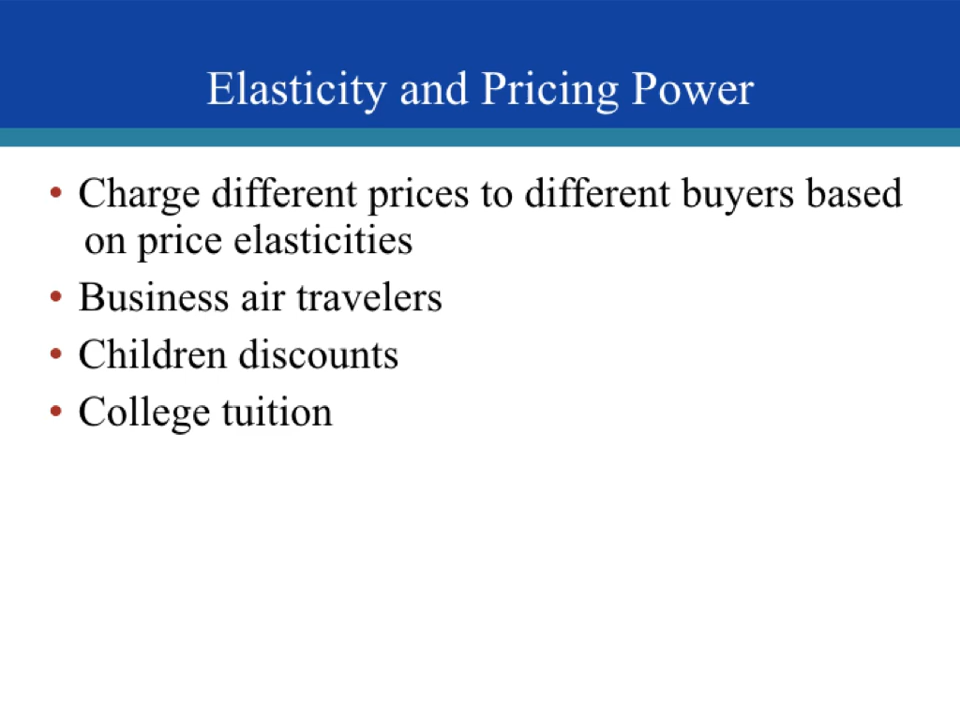 Elasticity and Pricing Power
• Charge different prices to different buyers based
on price elasticities
• Business air travelers
• Children discounts
• College tuition